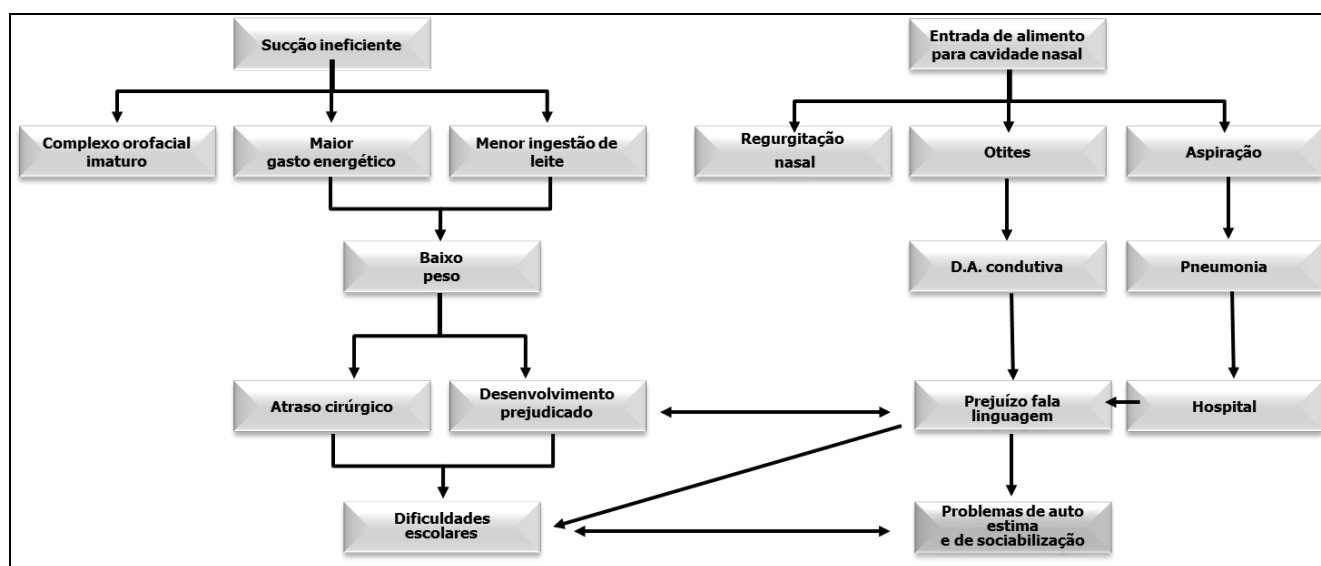 Sucção ineficiente
Entrada de alimento
para cavidade nasal
Complexo orofacial
imaturo
Maior
gasto energético
Menor ingestão de
leite
Regurgitação
nasal
Otites
Aspiração
Baixo
peso
D.A. condutiva
Pneumonia
Atraso cirúrgico
Desenvolvimento
prejudicado
Prejuízo fala
linguagem
Hospital
Dificuldades
escolares
Problemas de auto
estima
e de sociabilização